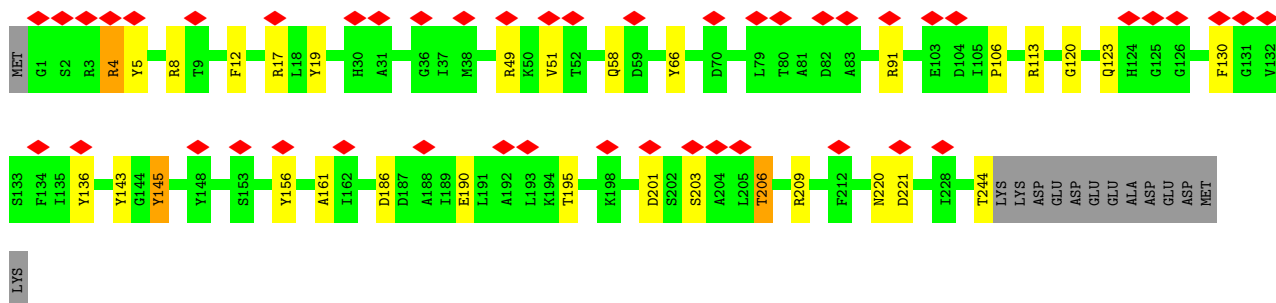 MET G1 S2 R3 R4 Y5 R8 T9 F12 R17 L18 Y19 H30 A31 G36 I37 M38 R49 K50 V51 T52 Q58 D59 Y66 D70 L79 T80 A81 D82 A83 R91 E103 D104 I105 P106 R113 G120 Q123 H124 G125 G126 F130 G131 V132
S133 F134 I135 Y136 Y143 G144 Y145 Y148 S153 Y156 A161 I162 D186 D187 A188 I189 E190 L191 A192 L193 K194 T195 K198 D201 S202 S203 A204 L205 T206 R209 F212 N220 D221 I228 T244 LYS LYS ASP GLU ASP GLU GLU ALA ASP GLU ASP MET
LYS